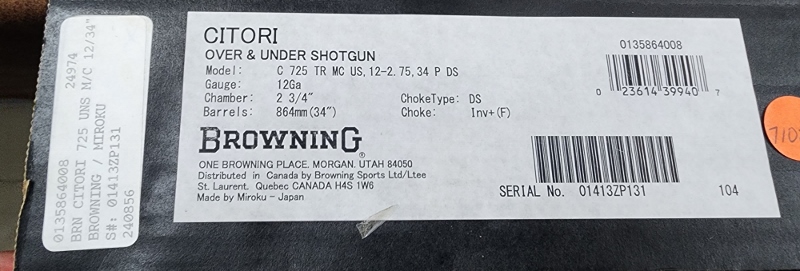 24974
0135864008
BRN CITORI 725 UNS M/C 12/34"
BROWNING / MIROKU
S#: 01413ZP131
240856
CITORI
OVER & UNDER SHOTGUN
Model: C 725 TR MC US,12-2.75,34 P DS
Gauge: 12Ga
Chamber: 2 3/4" ChokeType: DS
Barrels: 864mm(34") Choke: Inv+(F)
BROWNING®
ONE BROWNING PLACE. MORGAN. UTAH 84050
Distributed in Canada by Browning Sports Ltd/Ltee
St. Laurent. Quebec CANADA H4S 1W6
Made by Miroku - Japan
0135864008
0 23614 39940 7
SERIAL No. 01413ZP131 104